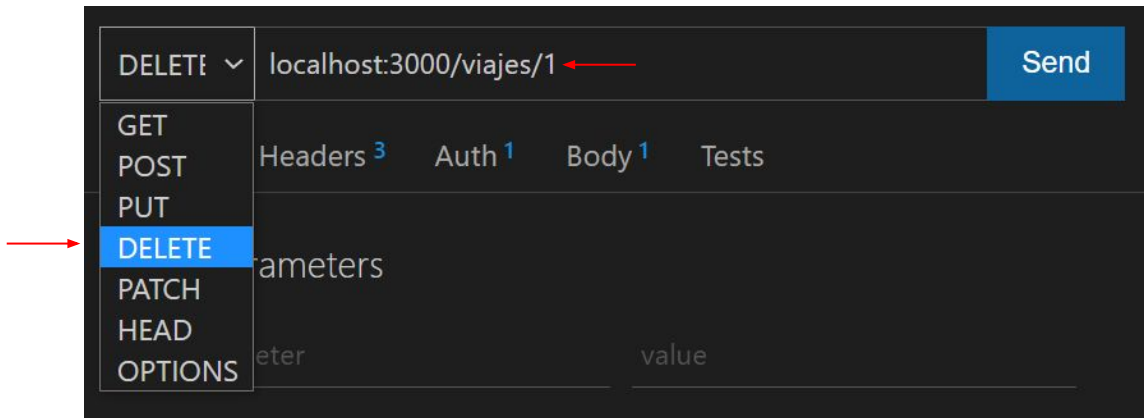 DELETE localhost:3000/viajes/1 Send
GET
POST
PUT
DELETE
PATCH
HEAD
OPTIONS
Headers 3 Auth 1 Body 1 Tests
rameters
eter value